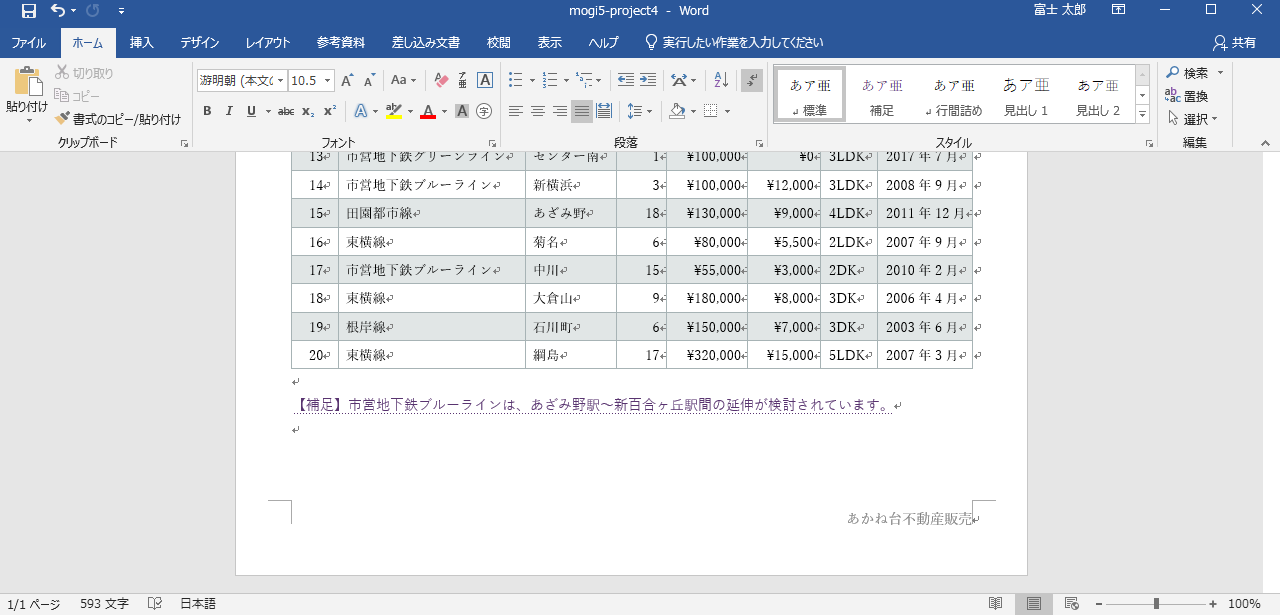 mogi5-project4 - Word
富士 太郎
ファイル ホーム 挿入 デザイン レイアウト 参考資料 差し込み文書 校閲 表示 ヘルプ 実行したい作業を入力してください 共有
貼り付け
切り取り
コピー
書式のコピー/貼り付け
クリップボード
游明朝 (本文の 10.5
フォント
段落
あア亜 あア亜 あア亜 あア亜 あア亜
標準 補足 行間詰め 見出し 1 見出し 2
スタイル
検索
置換
選択
編集
13 市営地下鉄グリーンライン センター南 1 ¥100,000 ¥0 3LDK 2017 年 7 月
14 市営地下鉄ブルーライン 新横浜 3 ¥100,000 ¥12,000 3LDK 2008 年 9 月
15 田園都市線 あざみ野 18 ¥130,000 ¥9,000 4LDK 2011 年 12 月
16 東横線 菊名 6 ¥80,000 ¥5,500 2LDK 2007 年 9 月
17 市営地下鉄ブルーライン 中川 15 ¥55,000 ¥3,000 2DK 2010 年 2 月
18 東横線 大倉山 9 ¥180,000 ¥8,000 3DK 2006 年 4 月
19 根岸線 石川町 6 ¥150,000 ¥7,000 3DK 2003 年 6 月
20 東横線 綱島 17 ¥320,000 ¥15,000 5LDK 2007 年 3 月
【補足】市営地下鉄ブルーラインは、あざみ野駅～新百合ヶ丘駅間の延伸が検討されています。
あかね台不動産販売
1/1 ページ 593 文字 日本語 100%